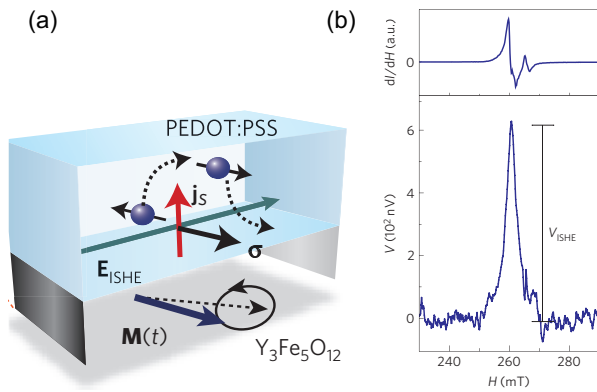 (a)
PEDOT:PSS
jS
EISHE
σ
M(t)
Y3Fe5O12
(b)
dI/dH (a.u.)
0
V (10² nV)
6
4
2
0
VISHE
240
260
280
H (mT)